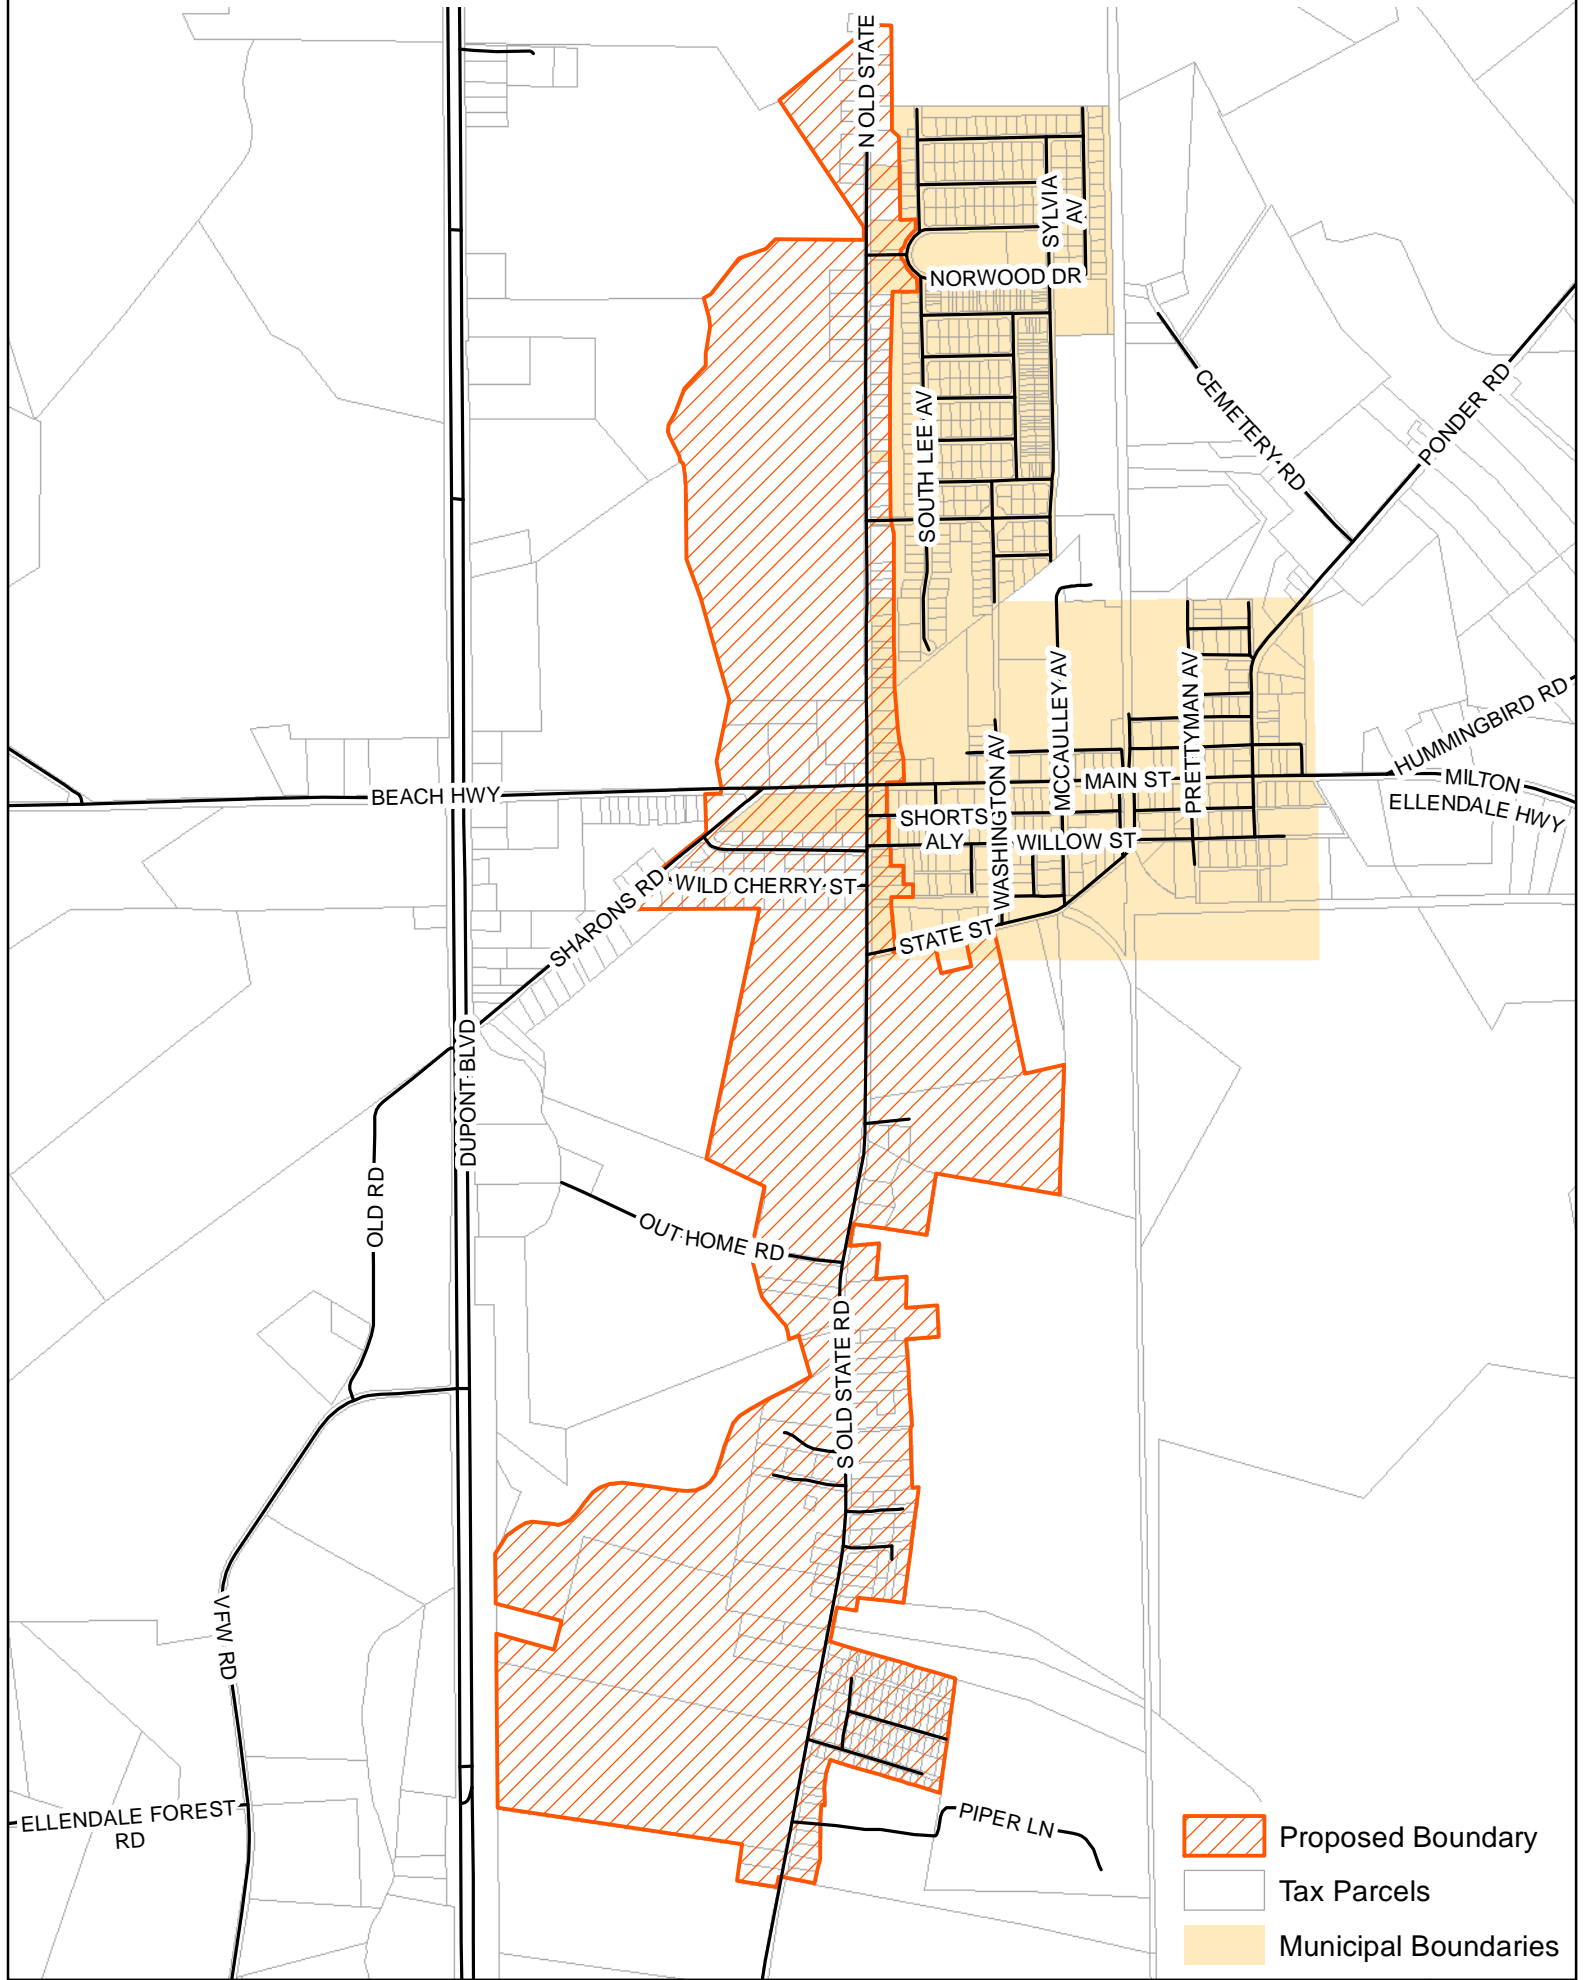 N OLD STATE
SYLVIA
AV
NORWOOD DR
CEMETERY RD
PONDER RD
SOUTH LEE AV
MCCAULLEY AV
PRETTYMAN AV
HUMMINGBIRD RD
WASHINGTON AV
MAIN ST
MILTON
ELLENDALE HWY
BEACH HWY
SHORTS
ALY
WILLOW ST
WILD CHERRY ST
SHARONS RD
STATE ST
DUPONT BLVD
OLD RD
OUT HOME RD
S OLD STATE RD
VFW RD
ELLENDALE FOREST
RD
PIPER LN
Proposed Boundary
Tax Parcels
Municipal Boundaries